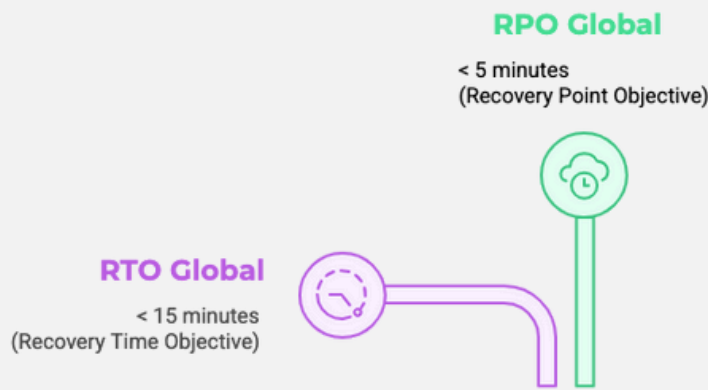 RPO Global
< 5 minutes
(Recovery Point Objective)
RTO Global
< 15 minutes
(Recovery Time Objective)